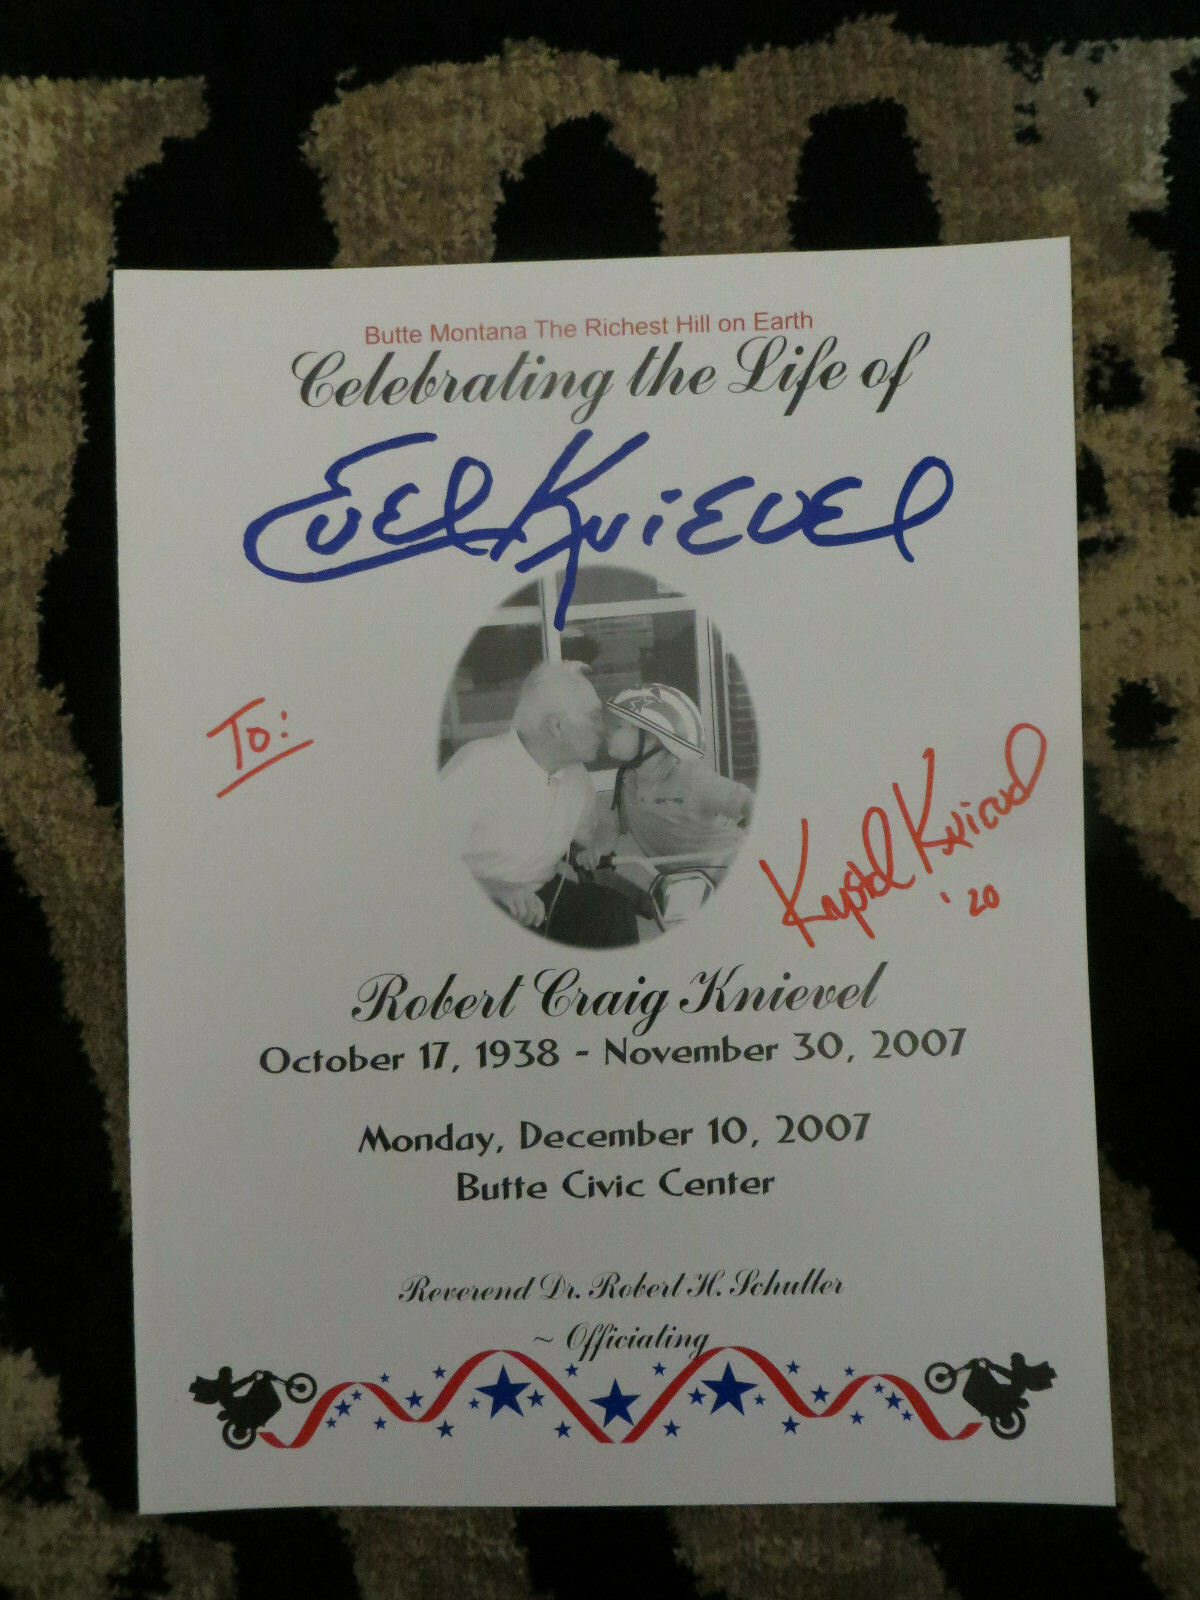 Butte Montana The Richest Hill on Earth
Celebrating the Life of
Evel Knievel
To:
Krystal Knievel
'20
Robert Craig Knievel
October 17, 1938 - November 30, 2007
Monday, December 10, 2007
Butte Civic Center
Reverend Dr. Robert H. Schuller
~ Officiating